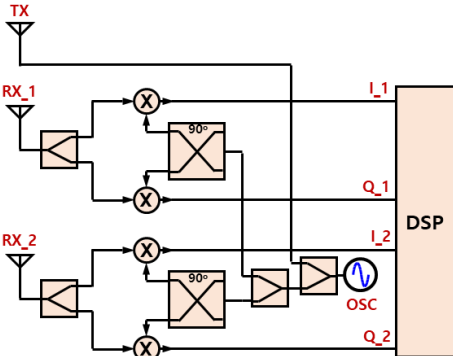 TX
RX_1
I_1
X
90°
X
Q_1
DSP
RX_2
I_2
X
90°
OSC
X
Q_2